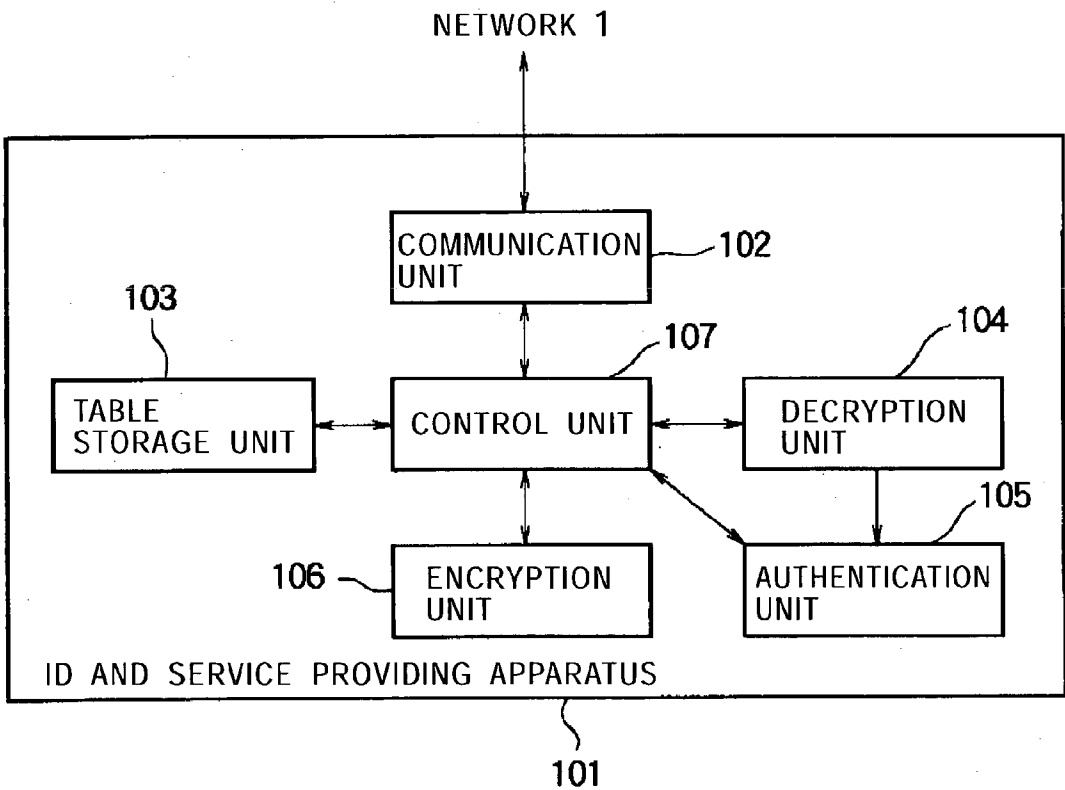 NETWORK 1
COMMUNICATION
UNIT
102
103
107
104
TABLE
STORAGE UNIT
CONTROL UNIT
DECRYPTION
UNIT
105
106
ENCRYPTION
UNIT
AUTHENTICATION
UNIT
ID AND SERVICE PROVIDING APPARATUS
101